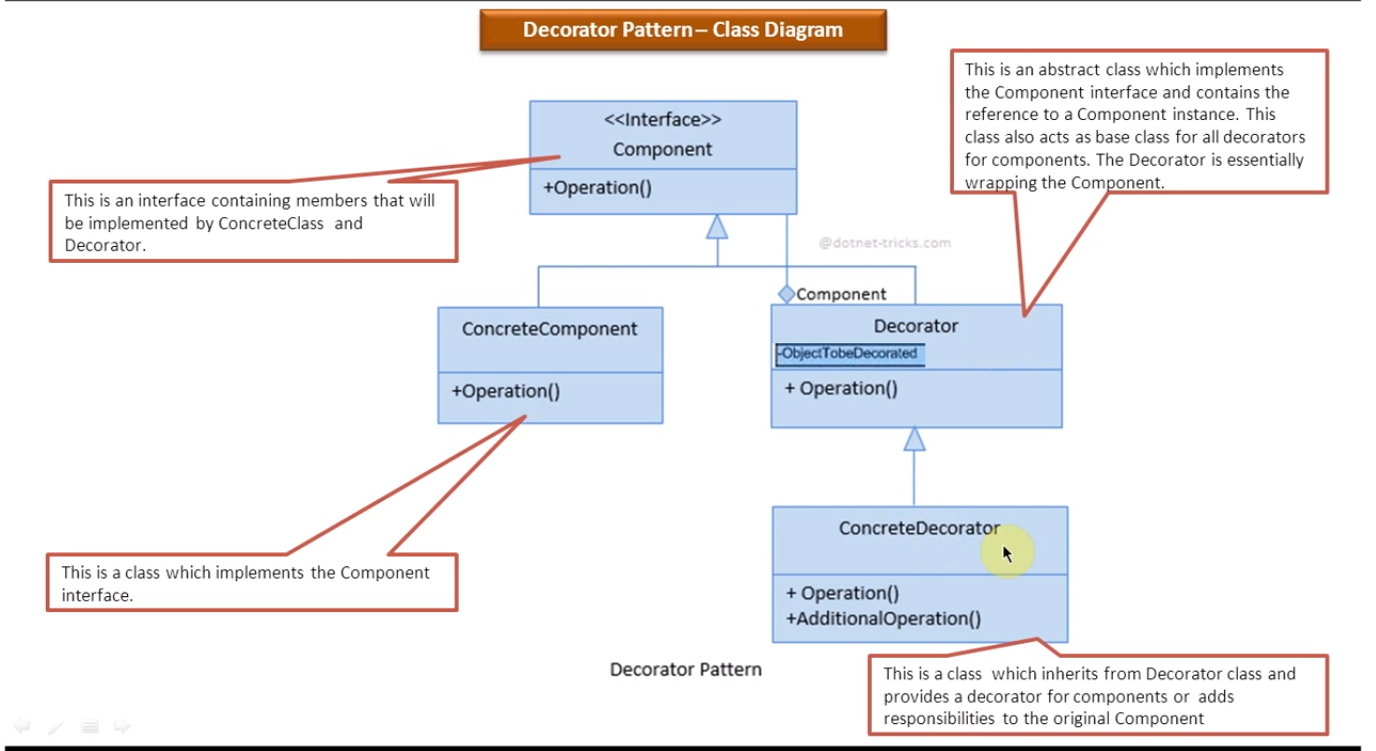 Decorator Pattern – Class Diagram
This is an abstract class which implements
the Component interface and contains the
reference to a Component instance. This
class also acts as base class for all decorators
for components. The Decorator is essentially
wrapping the Component.
<<Interface>>
Component
+Operation()
This is an interface containing members that will
be implemented by ConcreteClass and
Decorator.
@dotnet-tricks.com
Component
ConcreteComponent
+Operation()
Decorator
-ObjectTobeDecorated
+ Operation()
ConcreteDecorator
+ Operation()
+AdditionalOperation()
This is a class which implements the Component
interface.
Decorator Pattern
This is a class which inherits from Decorator class and
provides a decorator for components or adds
responsibilities to the original Component